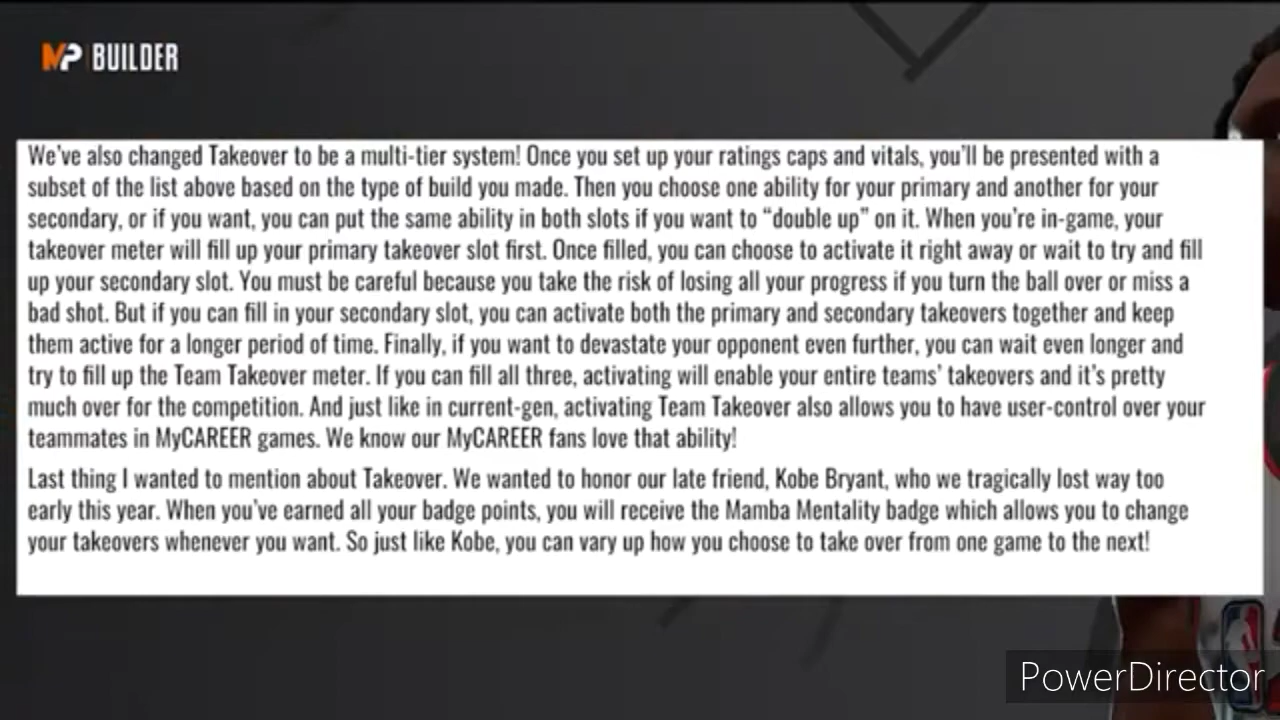 MP BUILDER
We've also changed Takeover to be a multi-tier system! Once you set up your ratings caps and vitals, you'll be presented with a
subset of the list above based on the type of build you made. Then you choose one ability for your primary and another for your
secondary, or if you want, you can put the same ability in both slots if you want to “double up” on it. When you're in-game, your
takeover meter will fill up your primary takeover slot first. Once filled, you can choose to activate it right away or wait to try and fill
up your secondary slot. You must be careful because you take the risk of losing all your progress if you turn the ball over or miss a
bad shot. But if you can fill in your secondary slot, you can activate both the primary and secondary takeovers together and keep
them active for a longer period of time. Finally, if you want to devastate your opponent even further, you can wait even longer and
try to fill up the Team Takeover meter. If you can fill all three, activating will enable your entire teams' takeovers and it's pretty
much over for the competition. And just like in current-gen, activating Team Takeover also allows you to have user-control over your
teammates in MyCAREER games. We know our MyCAREER fans love that ability!
Last thing I wanted to mention about Takeover. We wanted to honor our late friend, Kobe Bryant, who we tragically lost way too
early this year. When you've earned all your badge points, you will receive the Mamba Mentality badge which allows you to change
your takeovers whenever you want. So just like Kobe, you can vary up how you choose to take over from one game to the next!
PowerDirector